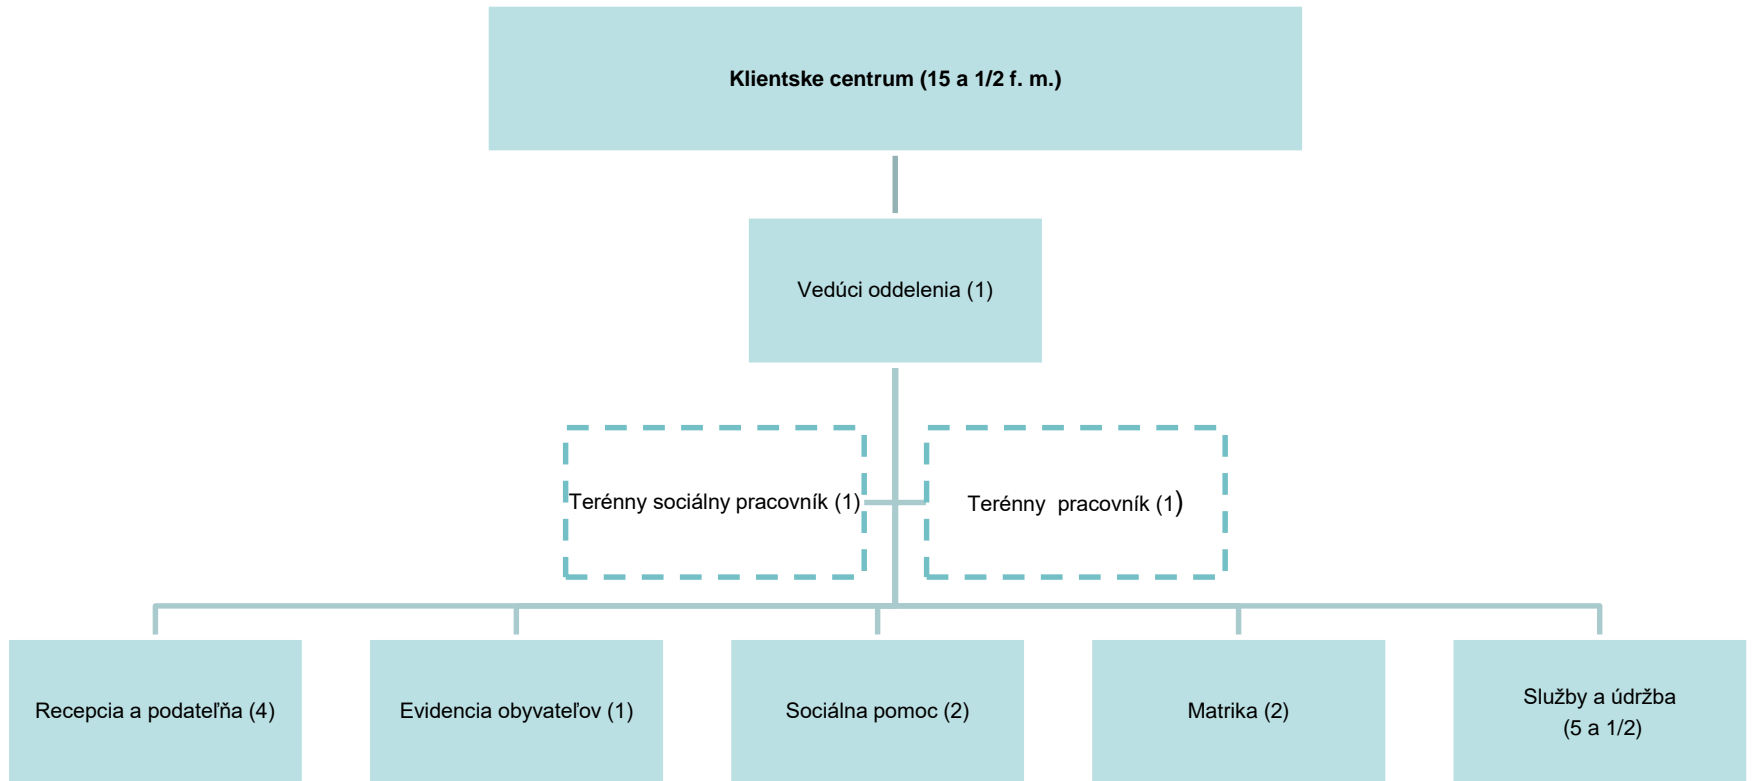 Klientske centrum (15 a 1/2 f. m.)
Vedúci oddelenia (1)
Terénny sociálny pracovník (1)
Terénny  pracovník (1)
Recepcia a podateľňa (4)
Evidencia obyvateľov (1)
Sociálna pomoc (2)
Matrika (2)
Služby a údržba
(5 a 1/2)